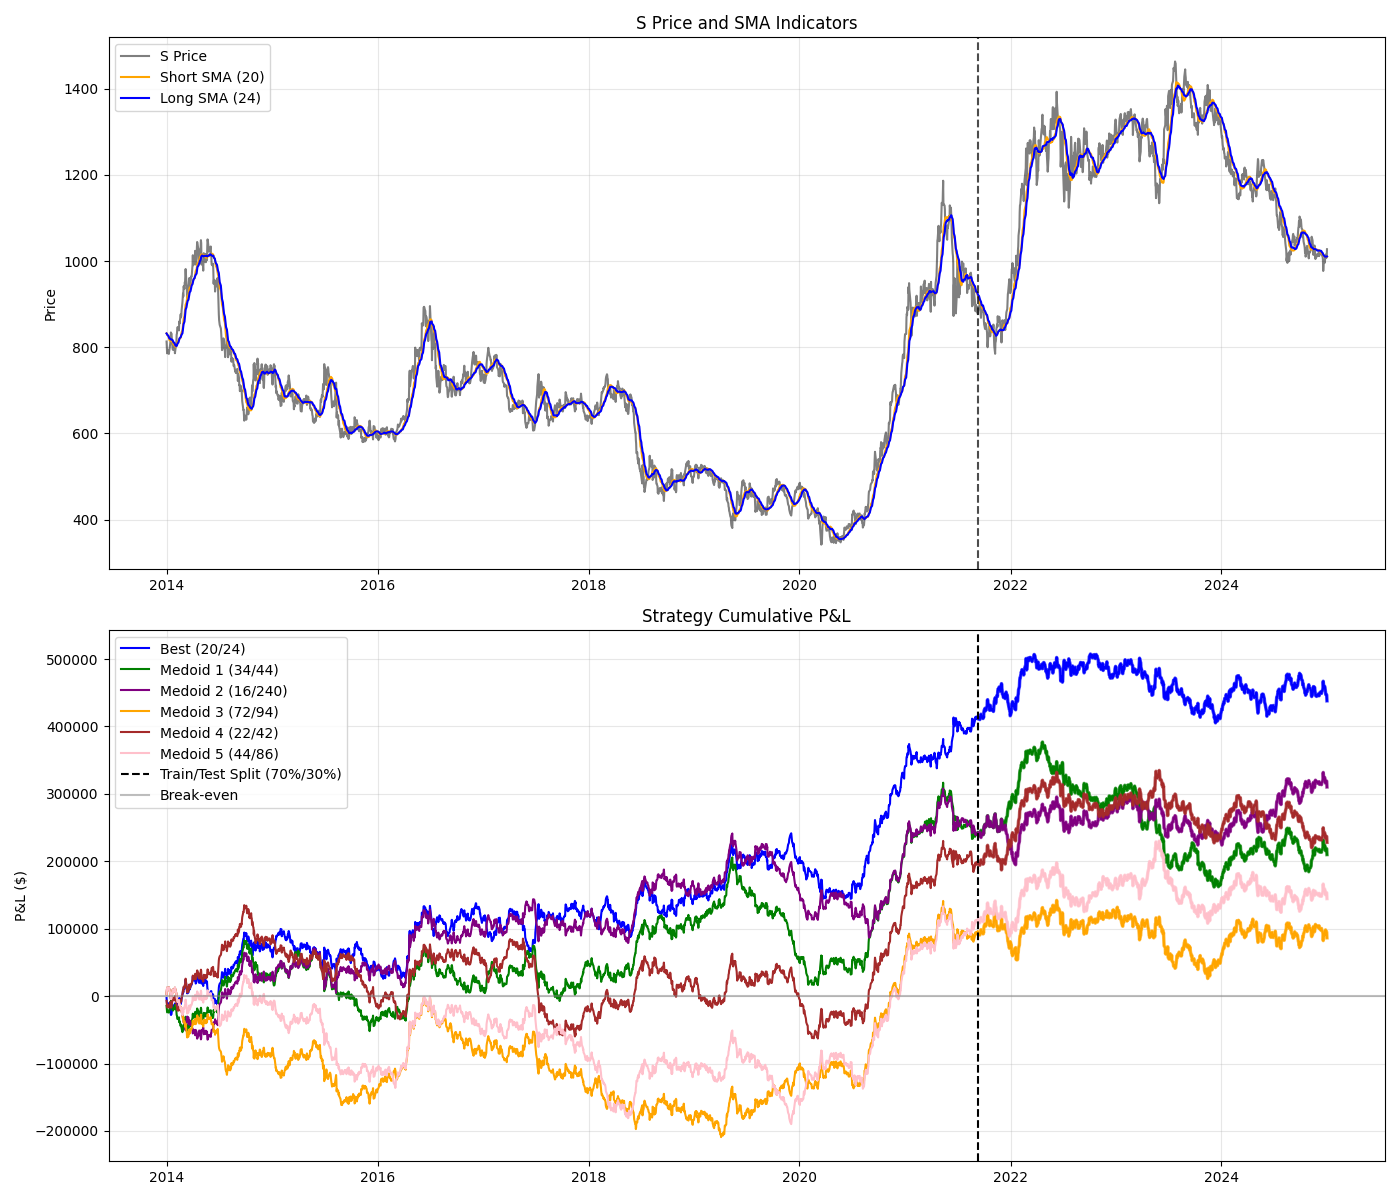 S Price and SMA Indicators
S Price
Short SMA (20)
Long SMA (24)
Price
1400
1200
1000
800
600
400
2014
2016
2018
2020
2022
2024
Strategy Cumulative P&L
Best (20/24)
Medoid 1 (34/44)
Medoid 2 (16/240)
Medoid 3 (72/94)
Medoid 4 (22/42)
Medoid 5 (44/86)
Train/Test Split (70%/30%)
Break-even
P&L ($)
500000
400000
300000
200000
100000
0
−100000
−200000
2014
2016
2018
2020
2022
2024